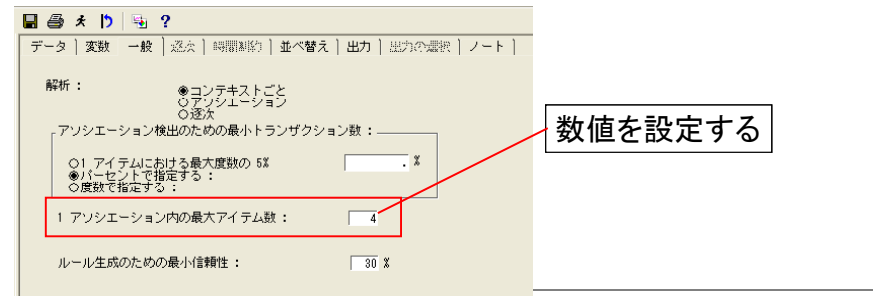 データ 変数 一般 逐次 時間制約 並べ替え 出力 出力の選択 ノート
解析：
◉コンテキストごと
○アソシエーション
○逐次
アソシエーション検出のための最小トランザクション数：
○1 アイテムにおける最大度数の 5% . %
◉パーセントで指定する：
○度数で指定する：
1 アソシエーション内の最大アイテム数： 4
ルール生成のための最小信頼性： 30 %
数値を設定する